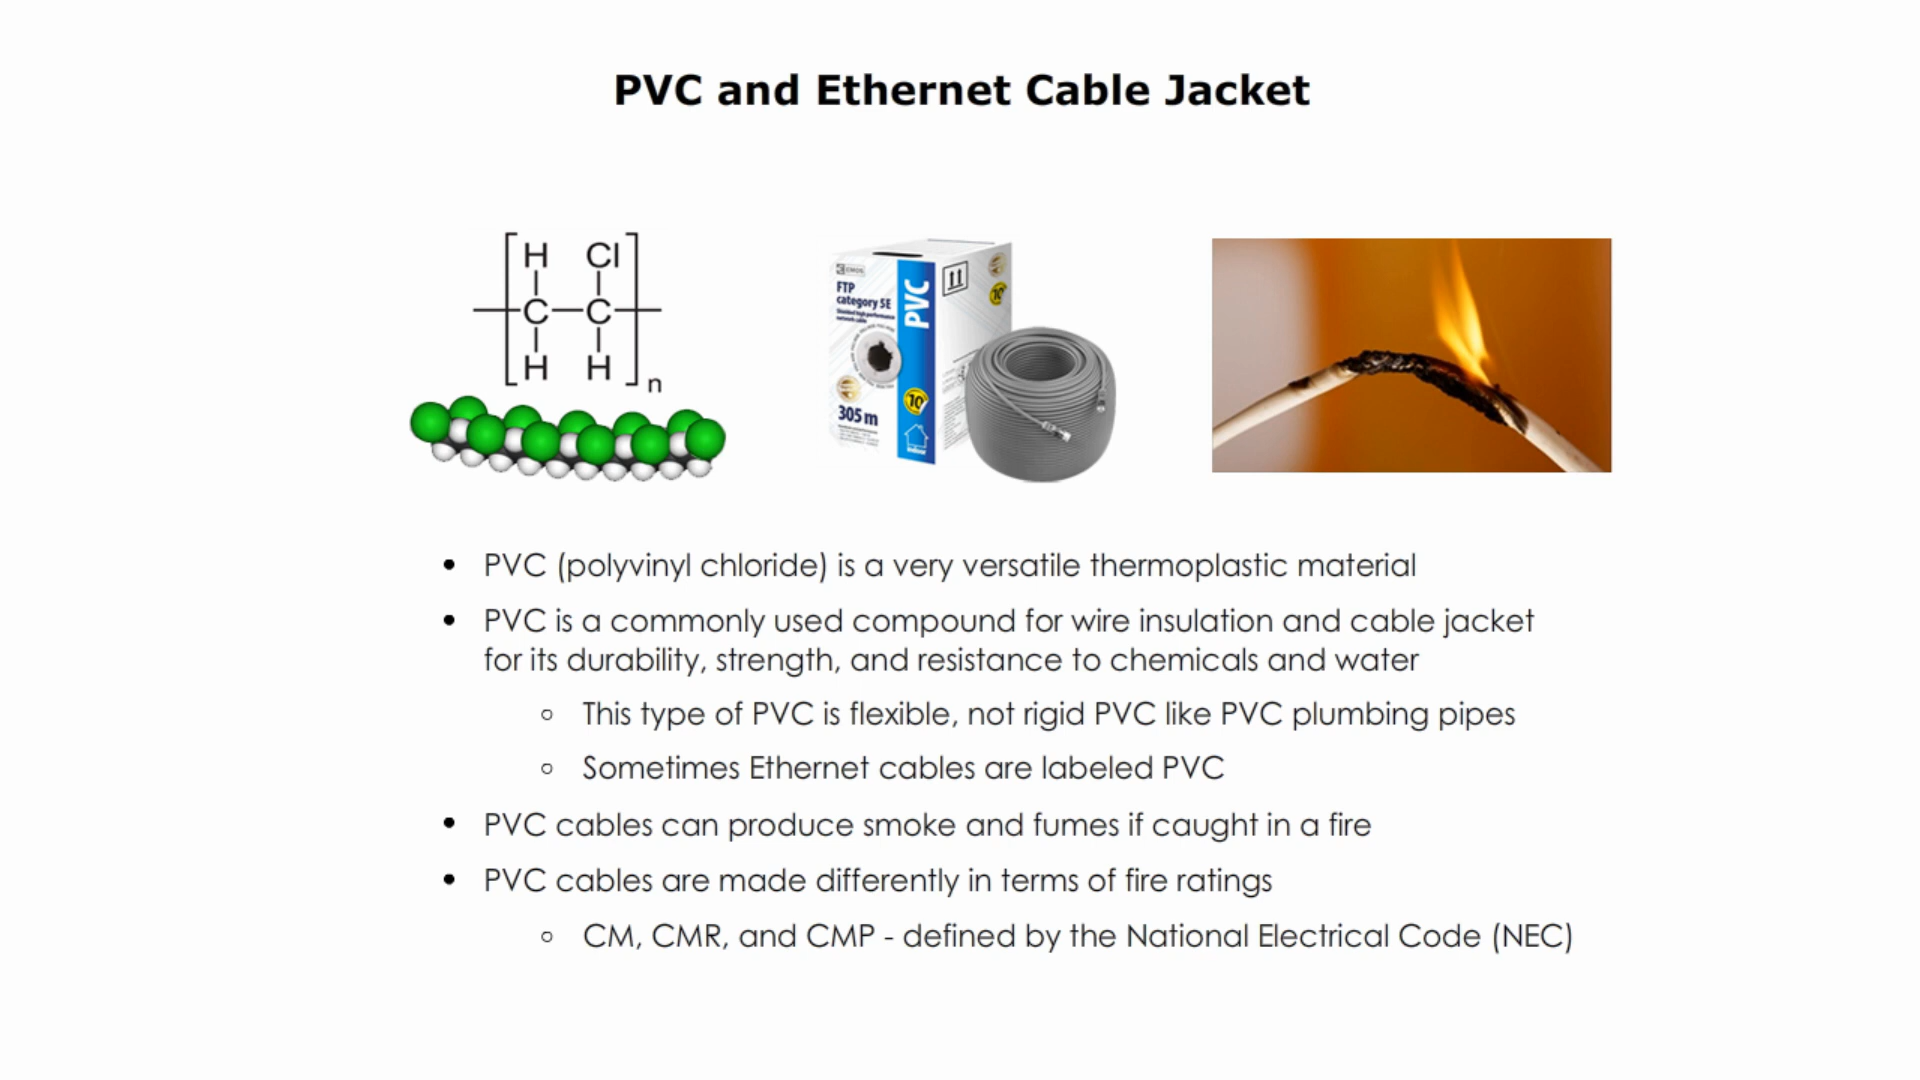 PVC and Ethernet Cable Jacket
H Cl
C C
H H
n
EMOS
FTP
category 5E
PVC
10
305 m
10
indoor
• PVC (polyvinyl chloride) is a very versatile thermoplastic material
• PVC is a commonly used compound for wire insulation and cable jacket
for its durability, strength, and resistance to chemicals and water
○ This type of PVC is flexible, not rigid PVC like PVC plumbing pipes
○ Sometimes Ethernet cables are labeled PVC
• PVC cables can produce smoke and fumes if caught in a fire
• PVC cables are made differently in terms of fire ratings
○ CM, CMR, and CMP - defined by the National Electrical Code (NEC)